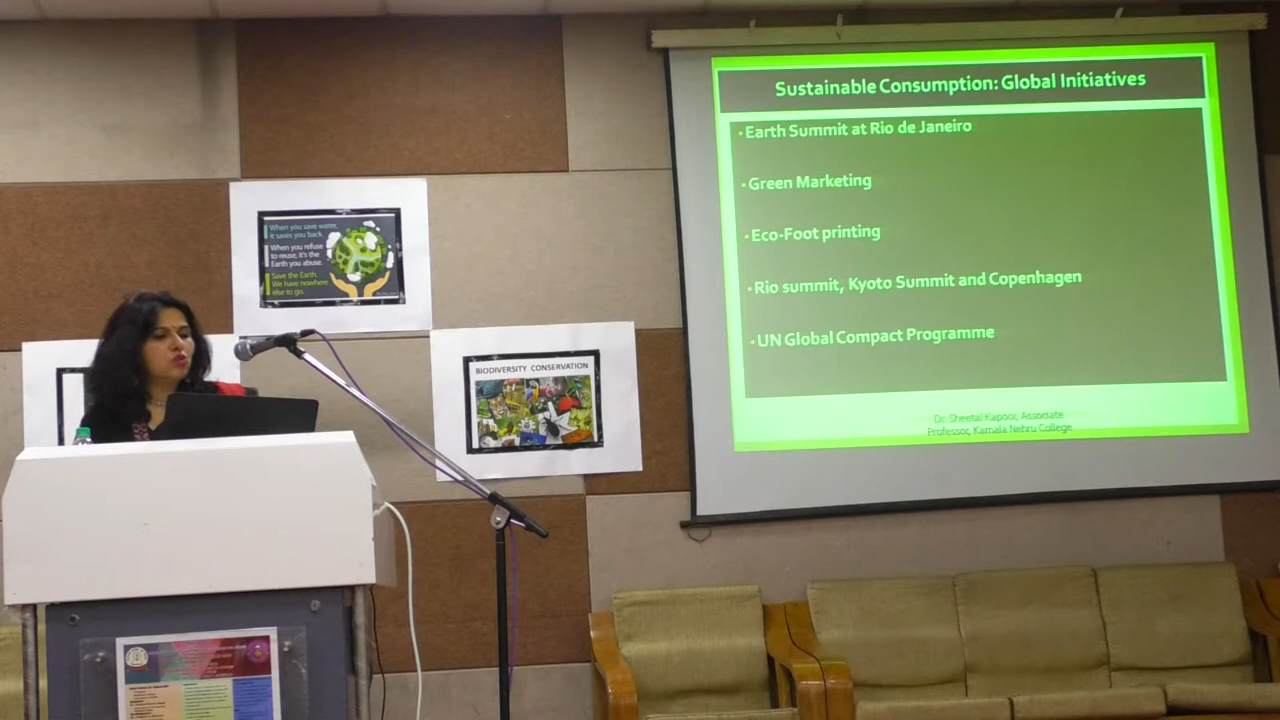 Sustainable Consumption: Global Initiatives
• Earth Summit at Rio de Janeiro
• Green Marketing
• Eco-Foot printing
• Rio summit, Kyoto Summit and Copenhagen
• UN Global Compact Programme
Dr. Sheetal Kapoor, Associate
Professor, Kamala Nehru College
When you save water,
it saves you back.
When you refuse
to reuse, it's the
Earth you abuse.
Save the Earth.
We have nowhere
else to go.
BIODIVERSITY CONSERVATION